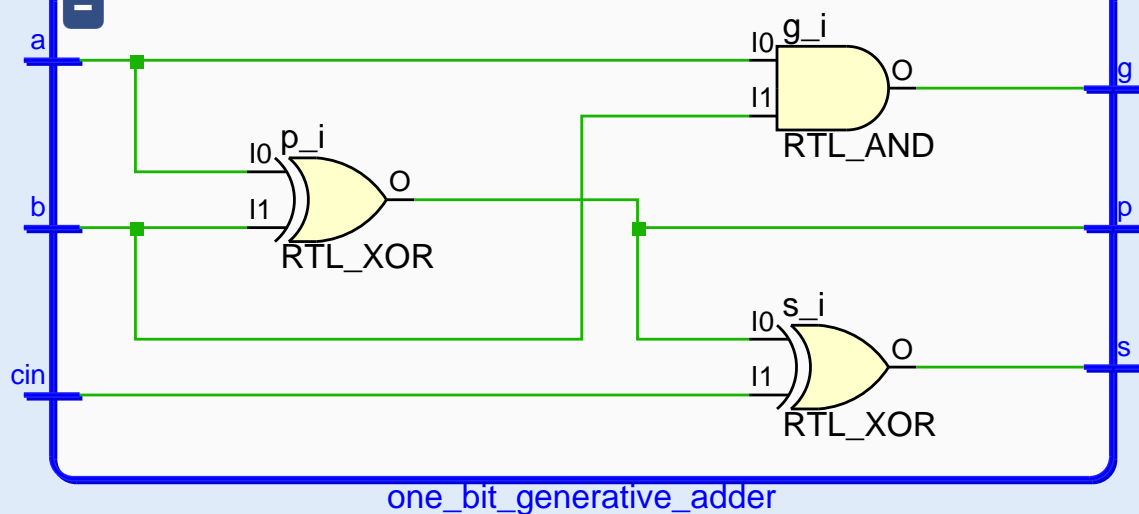 g_i
a
I0
O
g
I1
p_i
RTL_AND
I0
O
b
I1
p
RTL_XOR
s_i
I0
O
s
cin
I1
RTL_XOR
one_bit_generative_adder